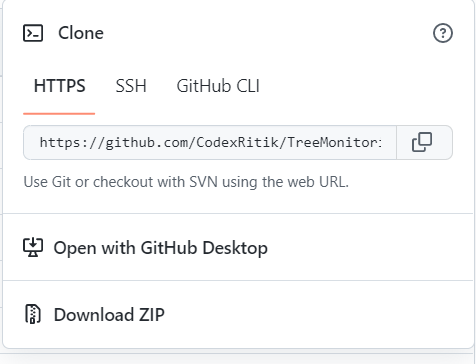 Clone
HTTPS SSH GitHub CLI
https://github.com/CodexRitik/TreeMonitor
Use Git or checkout with SVN using the web URL.
Open with GitHub Desktop
Download ZIP